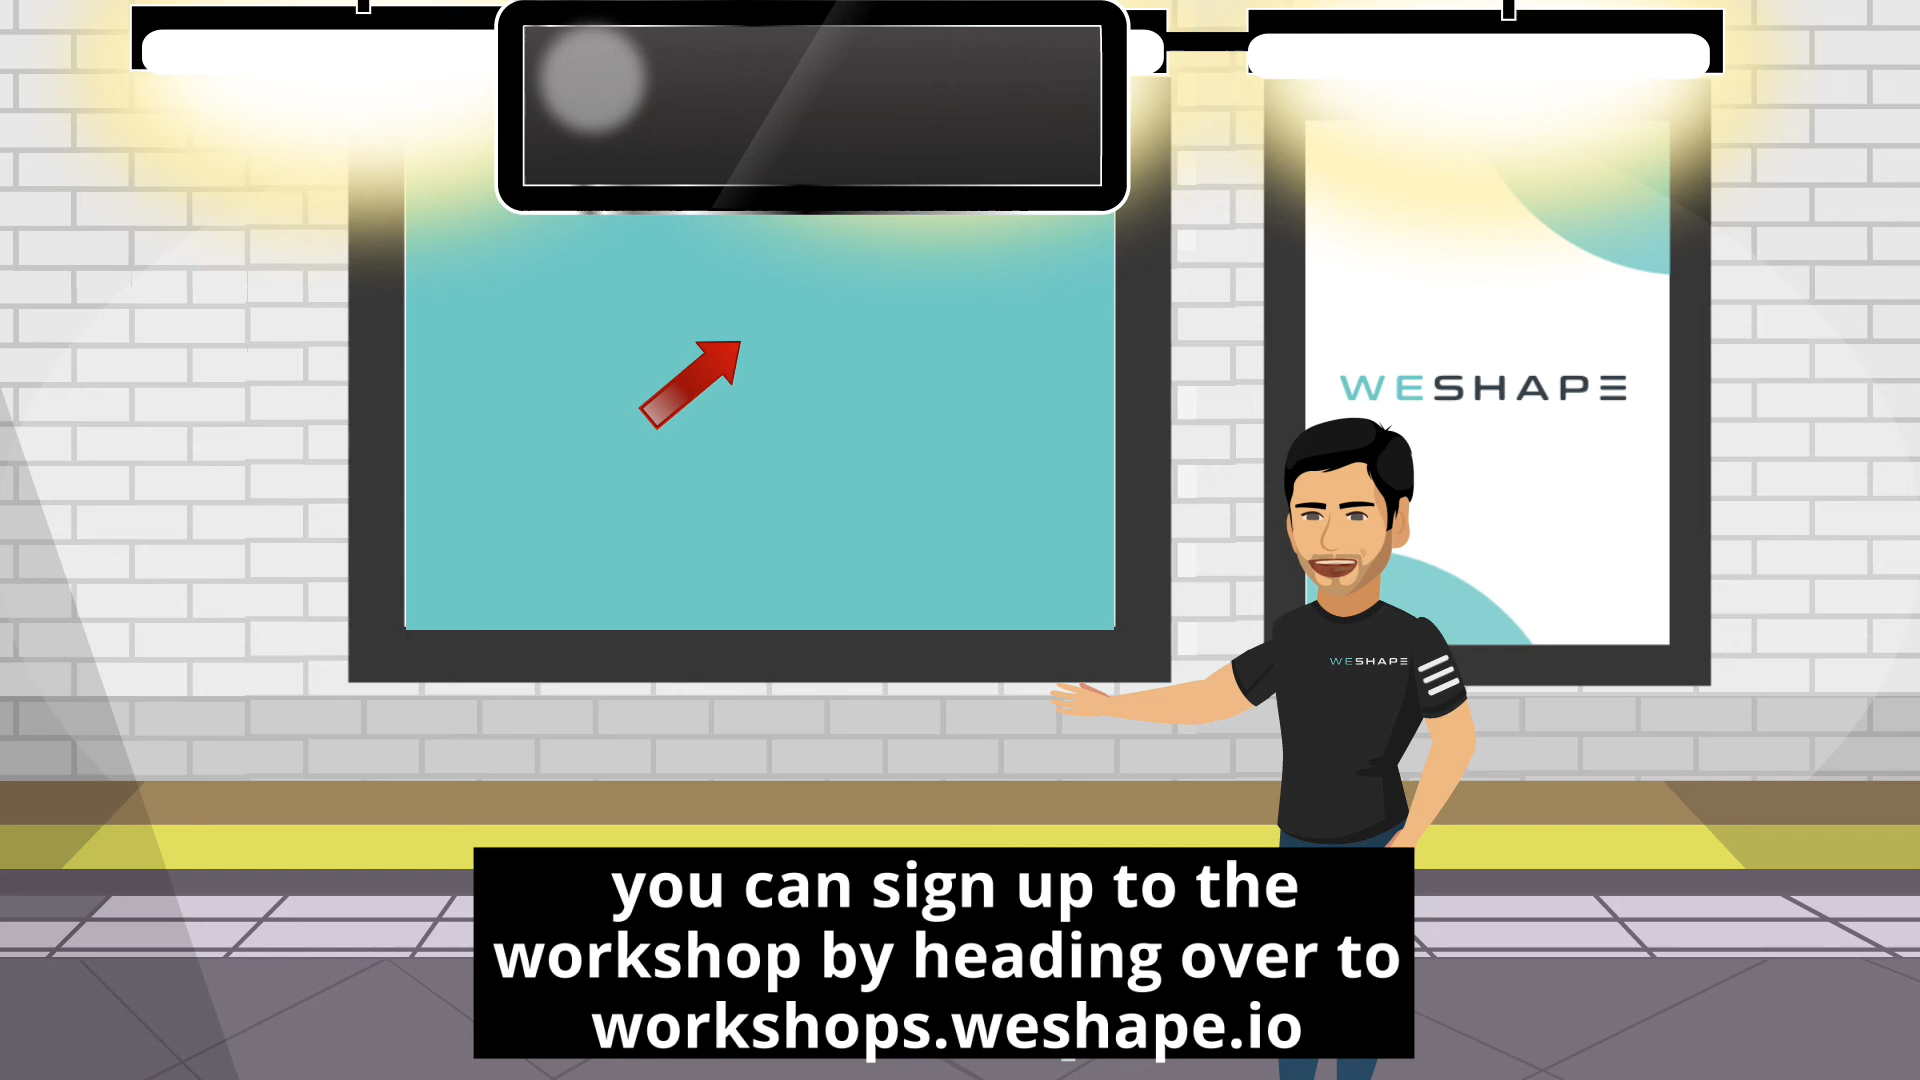 WESHAPE
WESHAPE
you can sign up to the
workshop by heading over to
workshops.weshape.io